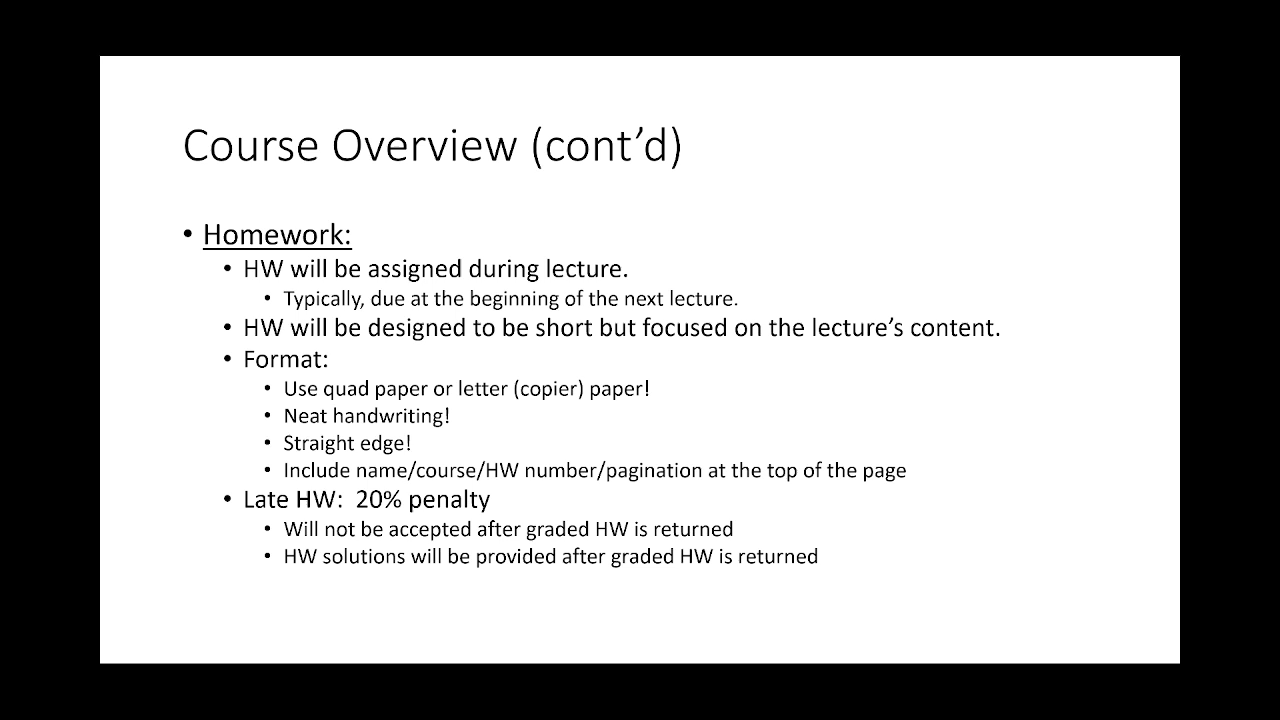 Course Overview (cont’d)
• Homework:
• HW will be assigned during lecture.
• Typically, due at the beginning of the next lecture.
• HW will be designed to be short but focused on the lecture’s content.
• Format:
• Use quad paper or letter (copier) paper!
• Neat handwriting!
• Straight edge!
• Include name/course/HW number/pagination at the top of the page
• Late HW:  20% penalty
• Will not be accepted after graded HW is returned
• HW solutions will be provided after graded HW is returned